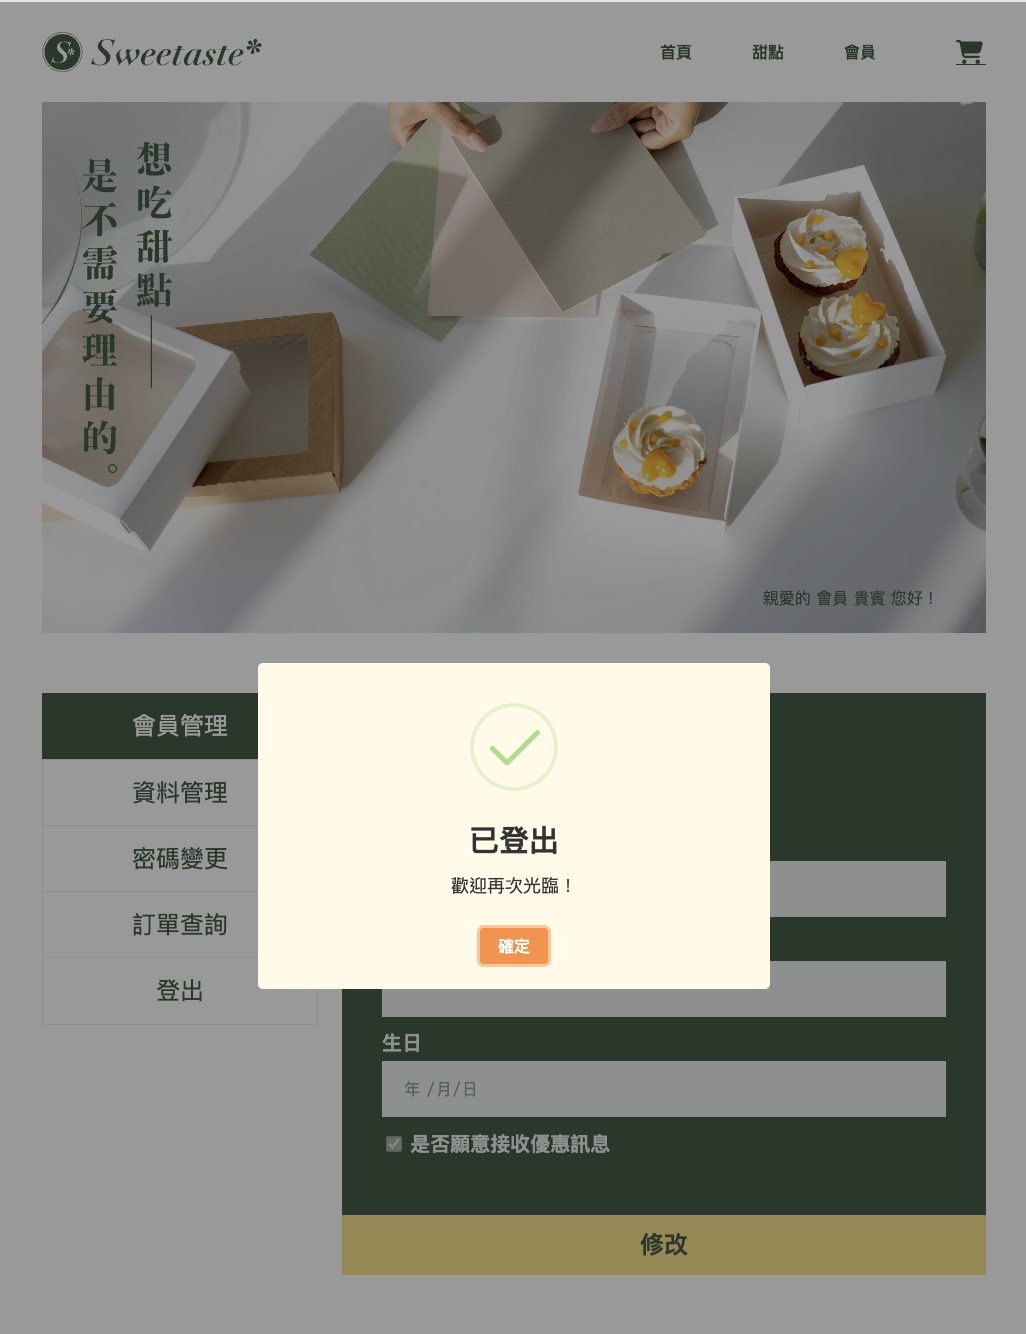 Sweetaste*
首頁
甜點
會員
想吃甜點——
是不需要理由的。
親愛的 會員 貴賓 您好！
會員管理
資料管理
密碼變更
訂單查詢
登出
已登出
歡迎再次光臨！
確定
生日
年 /月/日
是否願意接收優惠訊息
修改